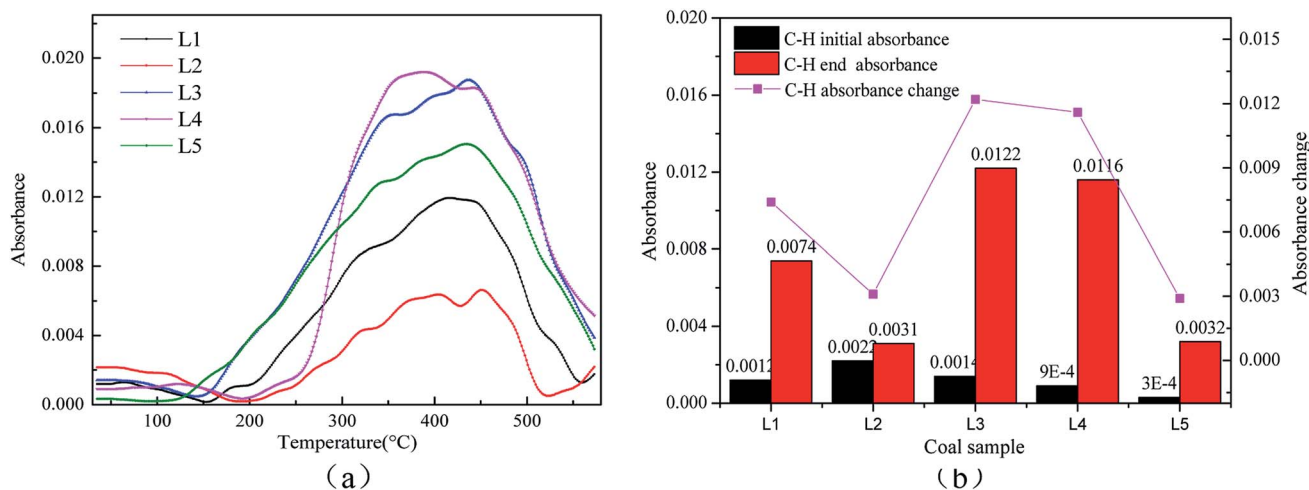 (a)
0.020
0.016
0.012
0.008
0.004
0.000
Absorbance
L1
L2
L3
L4
L5
100
200
300
400
500
Temperature(°C)
(b)
0.020
0.016
0.012
0.008
0.004
0.000
Absorbance
C-H initial absorbance
C-H end absorbance
C-H absorbance change
0.0012
0.0074
0.0022
0.0031
0.0014
0.0122
9E-4
0.0116
3E-4
0.0032
L1
L2
L3
L4
L5
Coal sample
0.015
0.012
0.009
0.006
0.003
0.000
Absorbance change
（a）
（b）